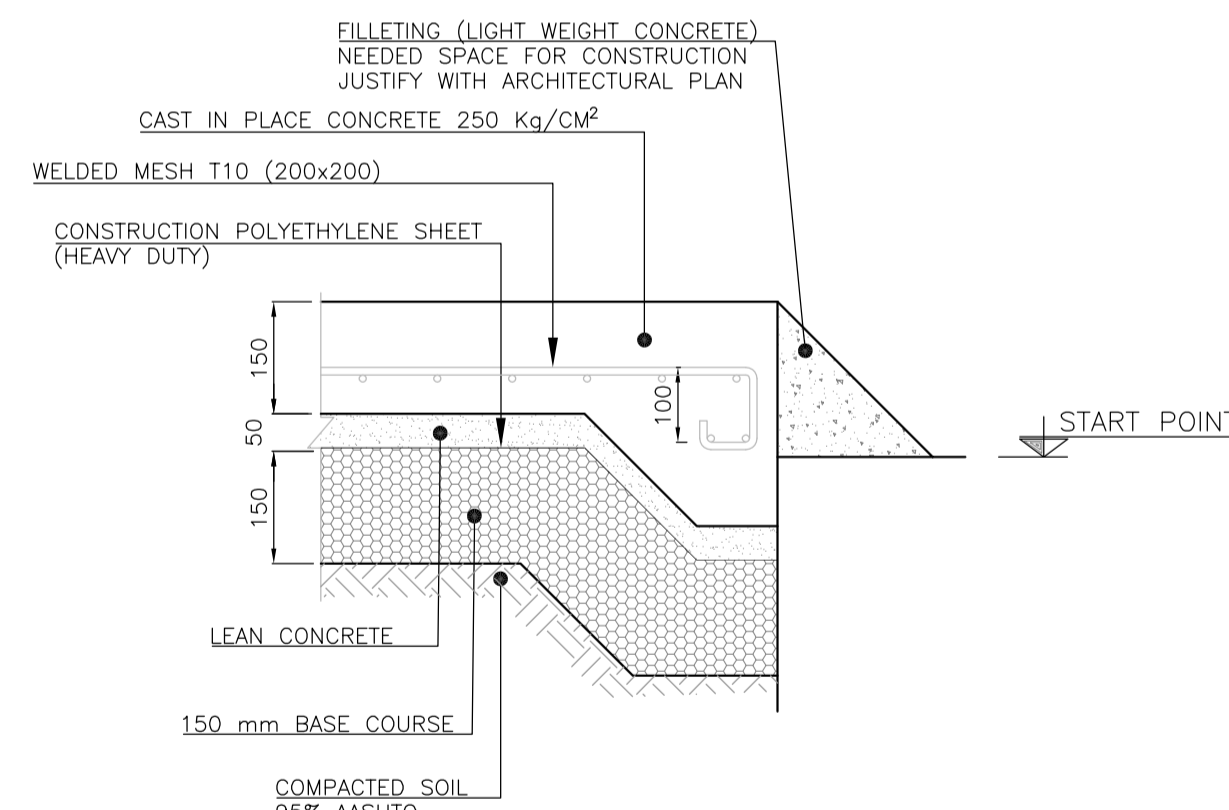 FILLETING (LIGHT WEIGHT CONCRETE)
NEEDED SPACE FOR CONSTRUCTION
JUSTIFY WITH ARCHITECTURAL PLAN
CAST IN PLACE CONCRETE 250 Kg/CM²
WELDED MESH T10 (200x200)
CONSTRUCTION POLYETHYLENE SHEET
(HEAVY DUTY)
150
100
50
START POINT
150
LEAN CONCRETE
150 mm BASE COURSE
COMPACTED SOIL
95% AASHTO